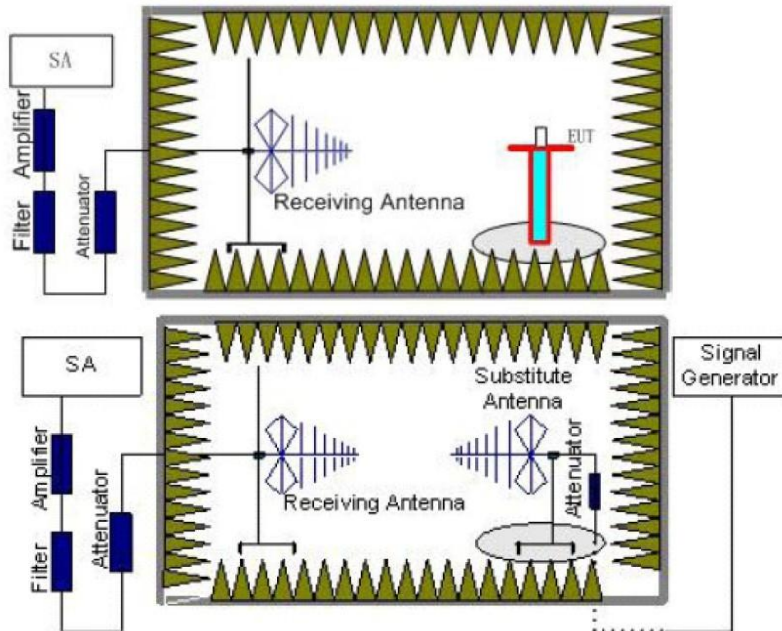 SA
Amplifier
Filter
Attenuator
Receiving Antenna
EUT
SA
Amplifier
Filter
Attenuator
Receiving Antenna
Substitute
Antenna
Attenuator
Signal
Generator